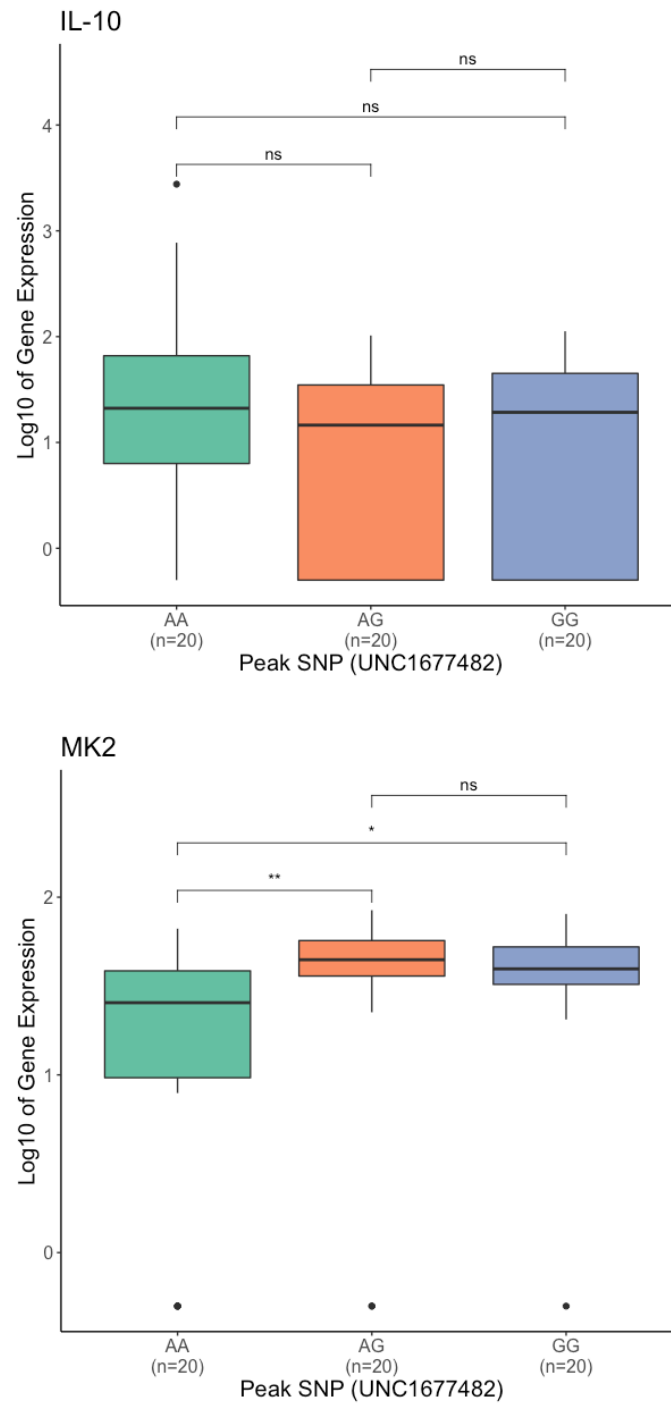 IL-10
ns
ns
ns
4
3
2
1
0
Log10 of Gene Expression
AA AG GG
(n=20) (n=20) (n=20)
Peak SNP (UNC1677482)
MK2
ns
*
**
2
1
0
Log10 of Gene Expression
AA AG GG
(n=20) (n=20) (n=20)
Peak SNP (UNC1677482)